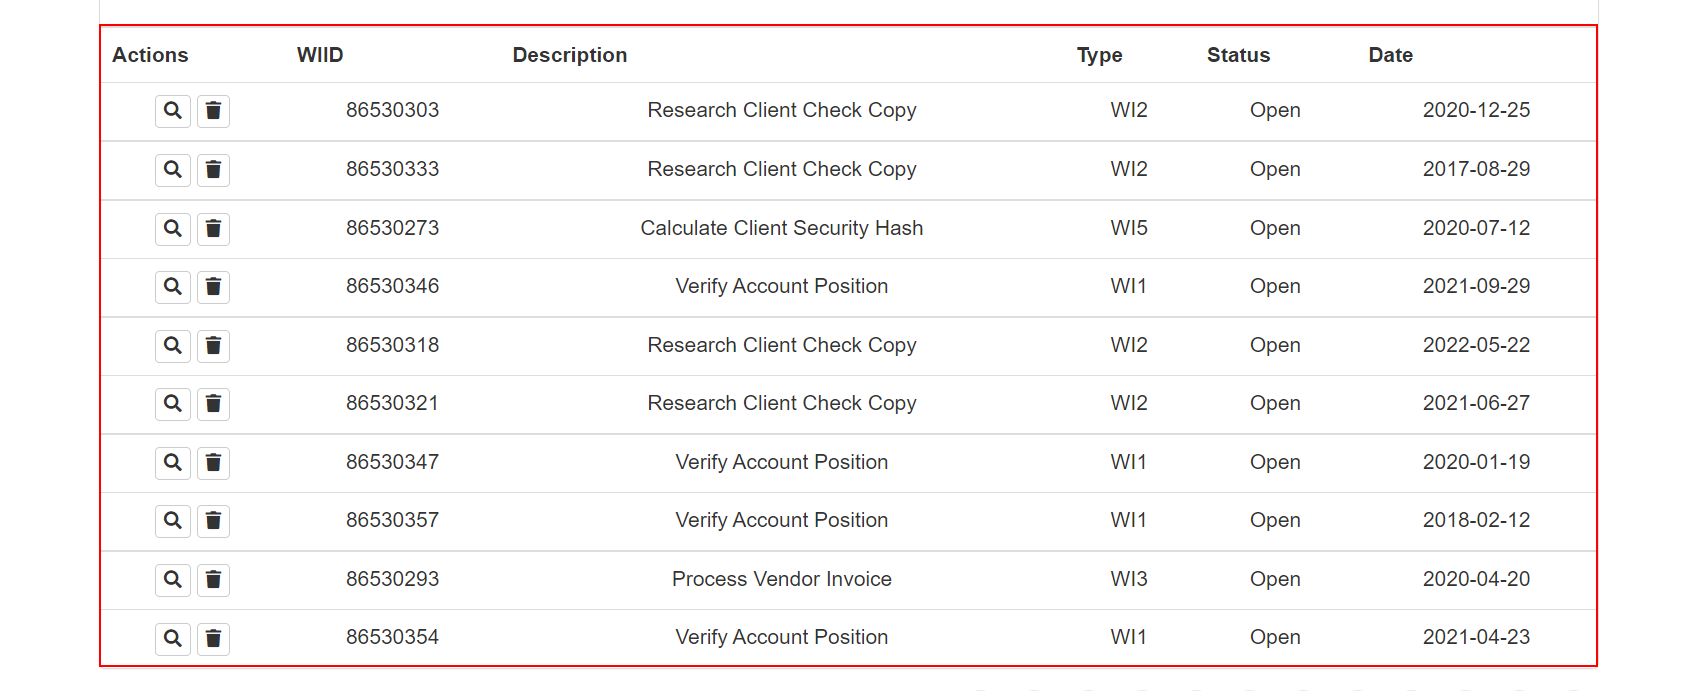 Actions WIID Description Type Status Date
86530303 Research Client Check Copy WI2 Open 2020-12-25
86530333 Research Client Check Copy WI2 Open 2017-08-29
86530273 Calculate Client Security Hash WI5 Open 2020-07-12
86530346 Verify Account Position WI1 Open 2021-09-29
86530318 Research Client Check Copy WI2 Open 2022-05-22
86530321 Research Client Check Copy WI2 Open 2021-06-27
86530347 Verify Account Position WI1 Open 2020-01-19
86530357 Verify Account Position WI1 Open 2018-02-12
86530293 Process Vendor Invoice WI3 Open 2020-04-20
86530354 Verify Account Position WI1 Open 2021-04-23